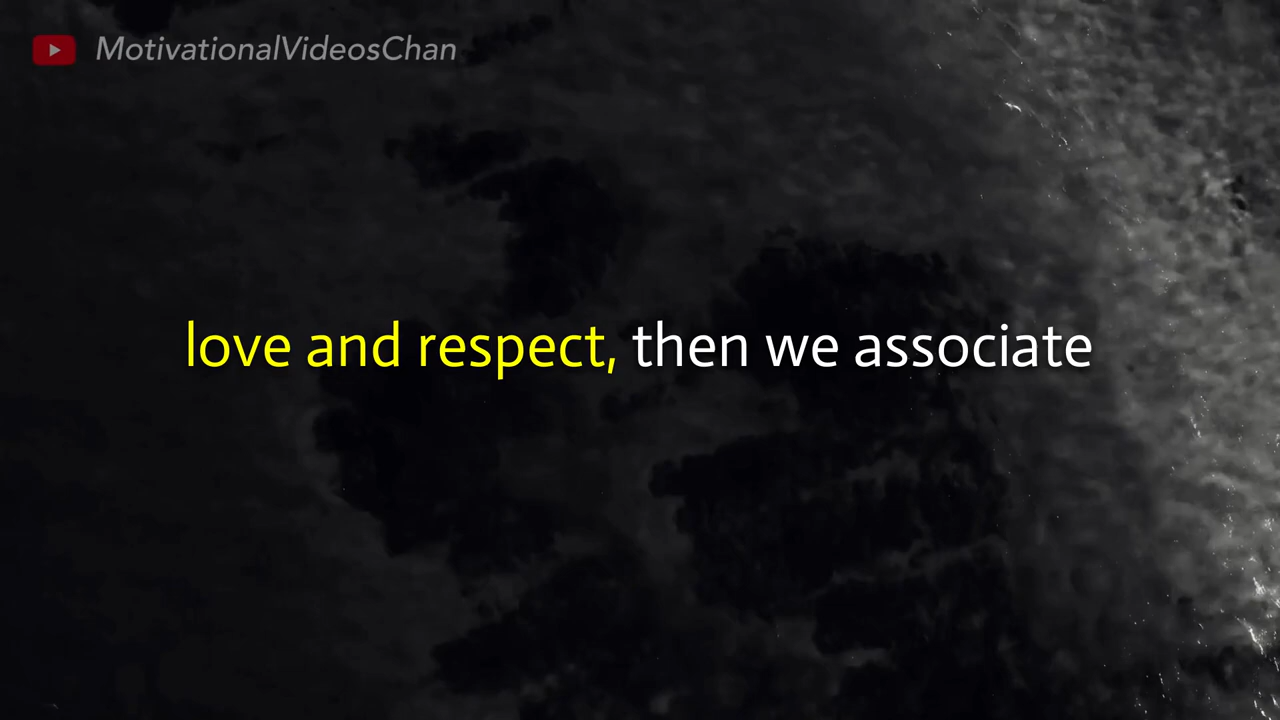 MotivationalVideosChan
love and respect, then we associate